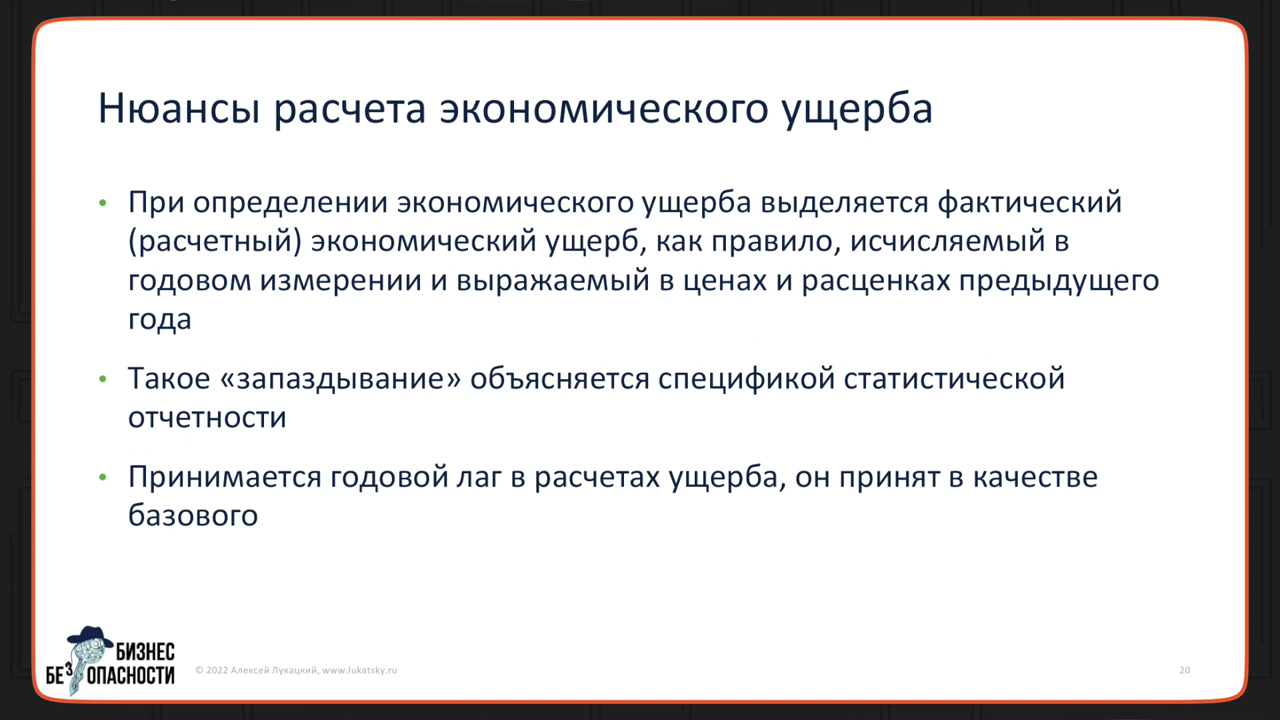 Нюансы расчета экономического ущерба
• При определении экономического ущерба выделяется фактический
(расчетный) экономический ущерб, как правило, исчисляемый в
годовом измерении и выражаемый в ценах и расценках предыдущего
года
• Такое «запаздывание» объясняется спецификой статистической
отчетности
• Принимается годовой лаг в расчетах ущерба, он принят в качестве
базового
БИЗНЕС
БЕЗОПАСНОСТИ
© 2022 Алексей Лукацкий, www.lukatsky.ru
20